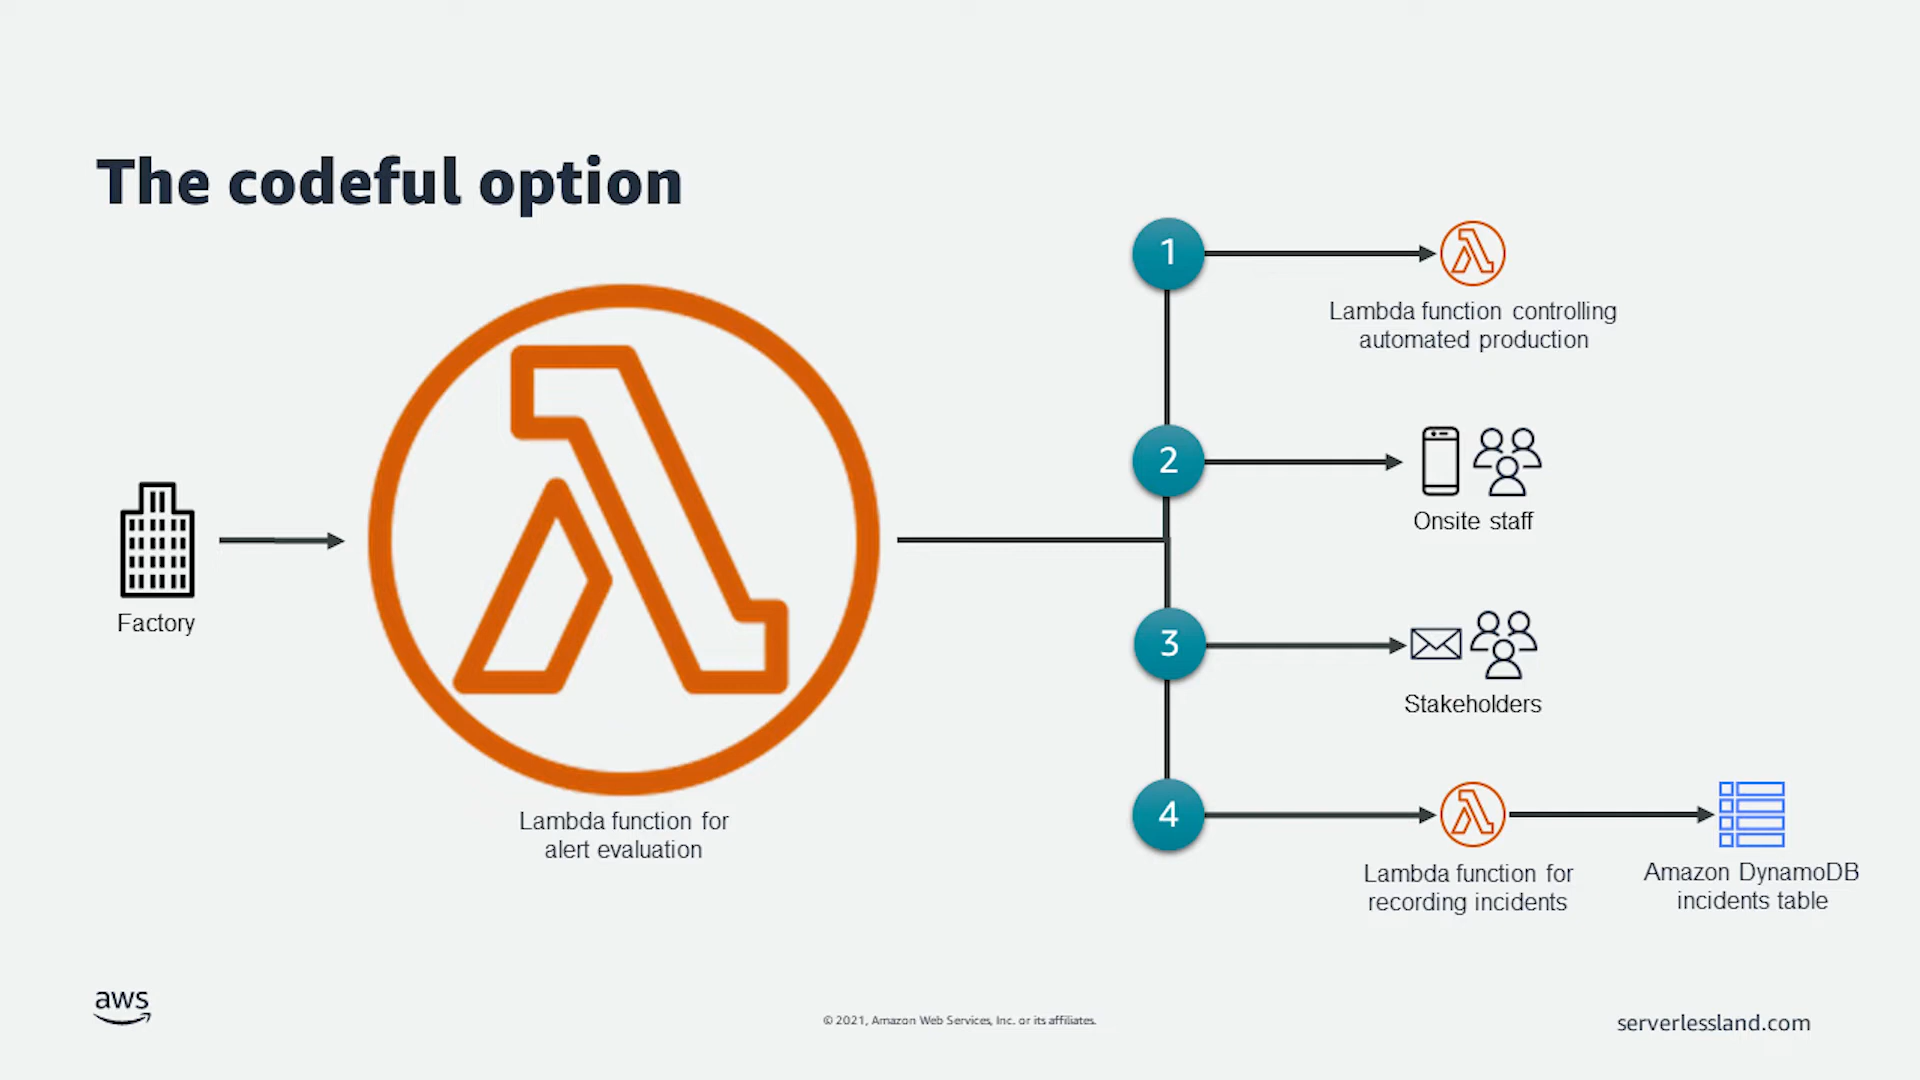 The codeful option
1
Lambda function controlling
automated production
2
Onsite staff
Factory
3
Stakeholders
Lambda function for
alert evaluation
4
Lambda function for
recording incidents
Amazon DynamoDB
incidents table
aws
© 2021, Amazon Web Services, Inc. or its affiliates.
serverlessland.com